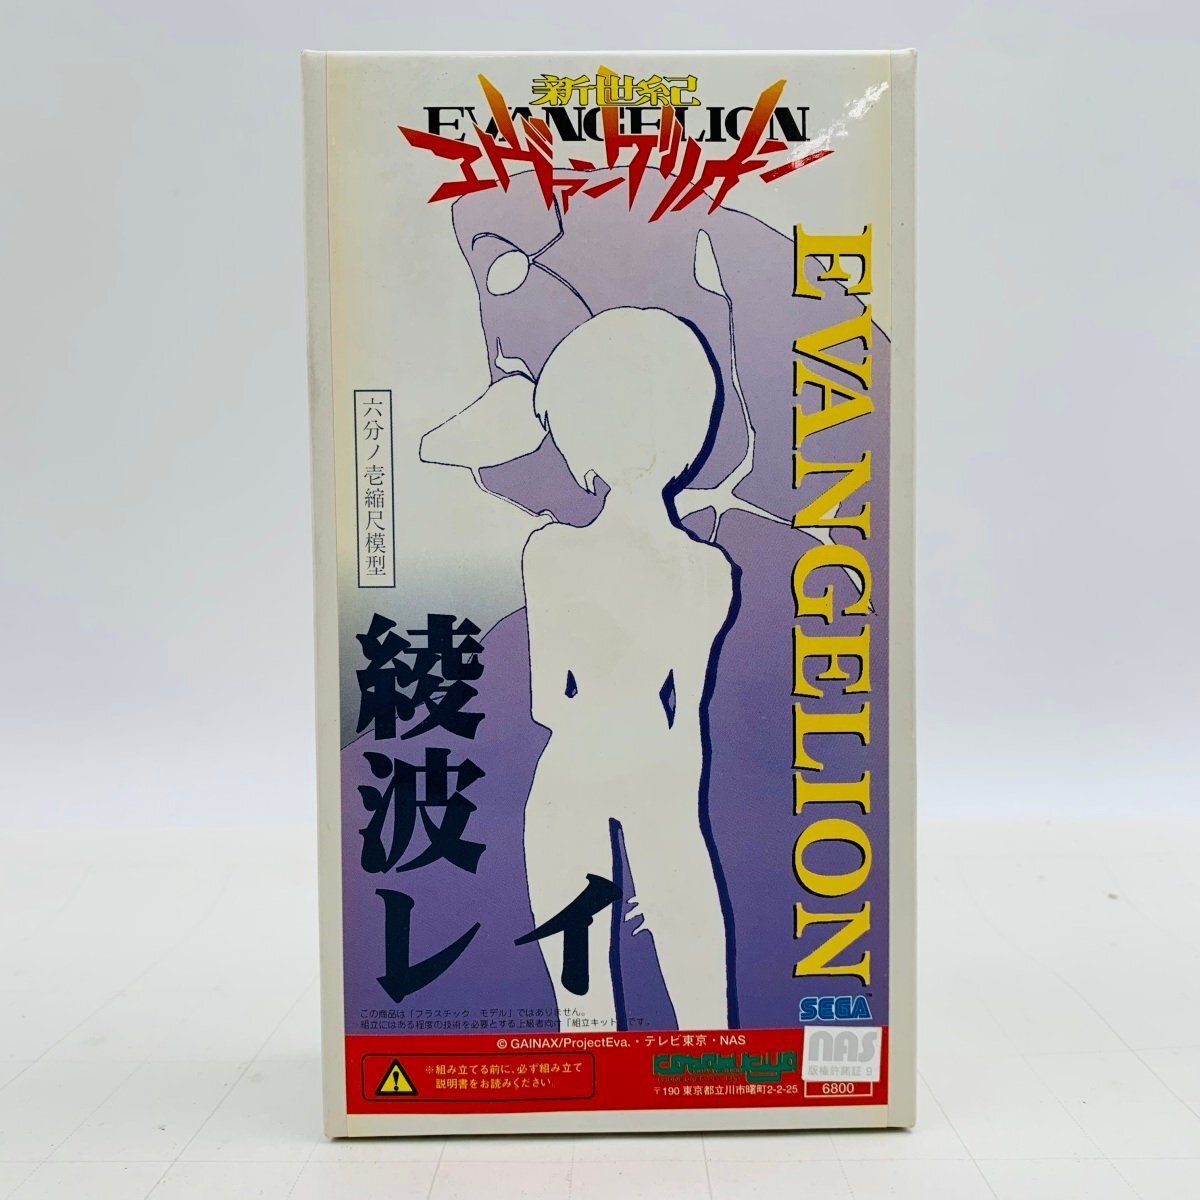 新世紀
EVANGELION
エヴァンゲリオン
EVANGELION
六分ノ壱縮尺模型
綾波レイ
SEGA
この商品は「プラスチック モデル」ではありません。
組立にはある程度の技術を必要とする上級者向け「組立キット」です。
© GAINAX/ProjectEva.・テレビ東京・NAS
※組み立てる前に、必ず組み立て
説明書をお読みください。
kotobukiya
〒190 東京都立川市曙町2-2-25
NAS
版権許諾証 9
6800